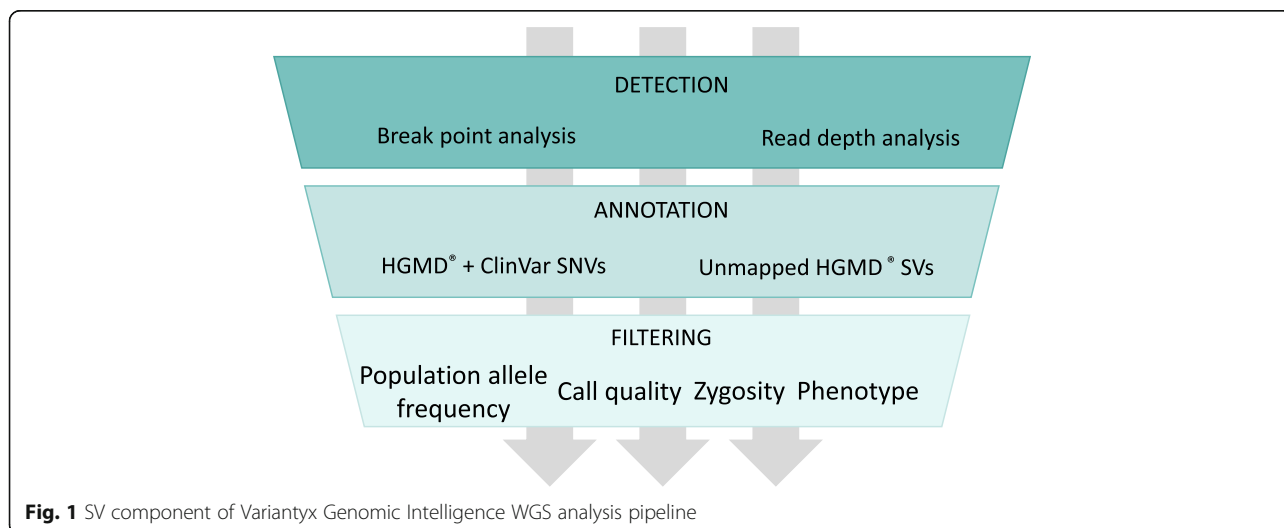 DETECTION
Break point analysis
Read depth analysis
ANNOTATION
HGMD® + ClinVar SNVs
Unmapped HGMD ® SVs
FILTERING
Population allele
frequency
Call quality
Zygosity
Phenotype
Fig. 1 SV component of Variantyx Genomic Intelligence WGS analysis pipeline